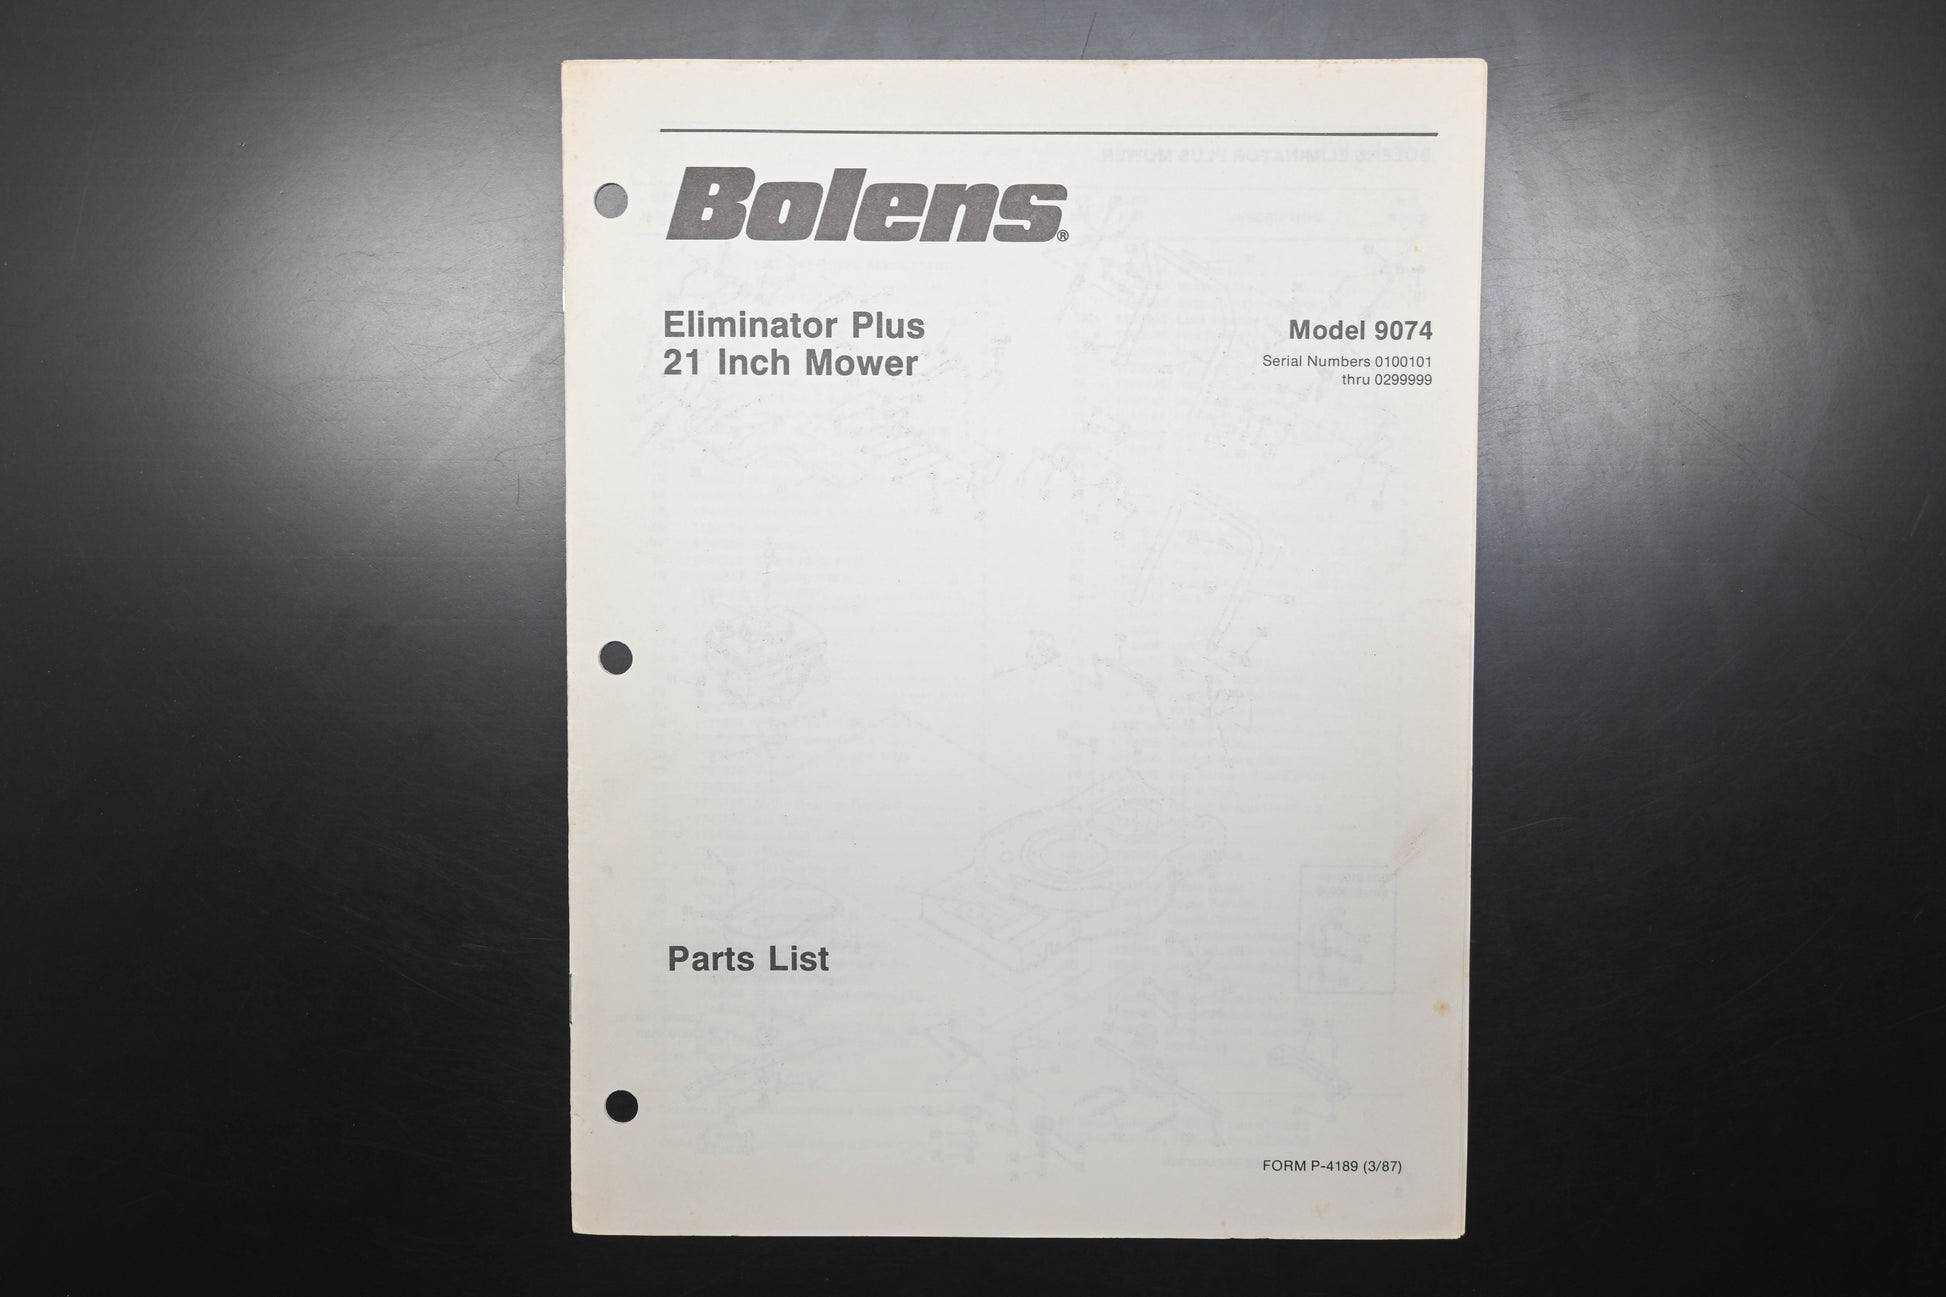 Bolens®
Eliminator Plus
21 Inch Mower
Model 9074
Serial Numbers 0100101
thru 0299999
Parts List
FORM P-4189 (3/87)